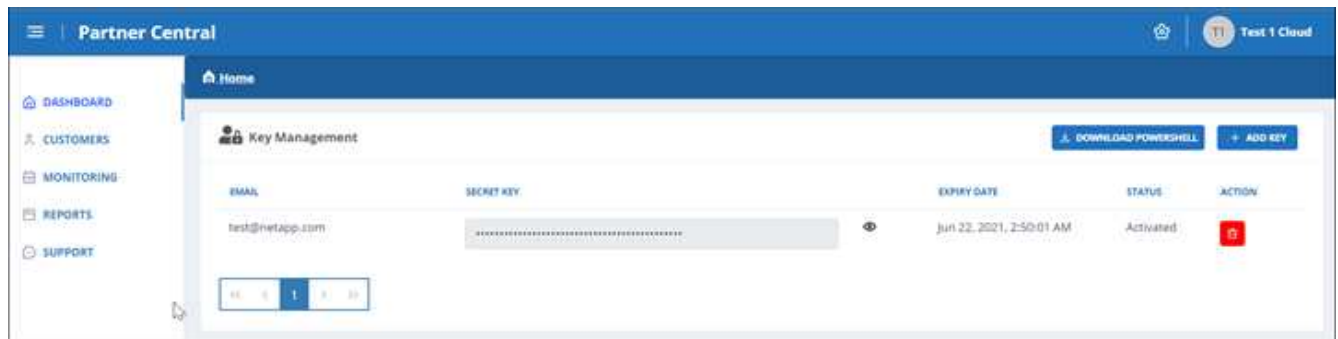 Partner Central
T1 Test 1 Cloud
Home
DASHBOARD
CUSTOMERS
MONITORING
REPORTS
SUPPORT
Key Management
DOWNLOAD POWERSHELL
+ ADD KEY
EMAIL SECRET KEY EXPIRY DATE STATUS ACTION
test@netapp.com Jun 22, 2021, 2:50:01 AM Activated
« ‹ 1 › »